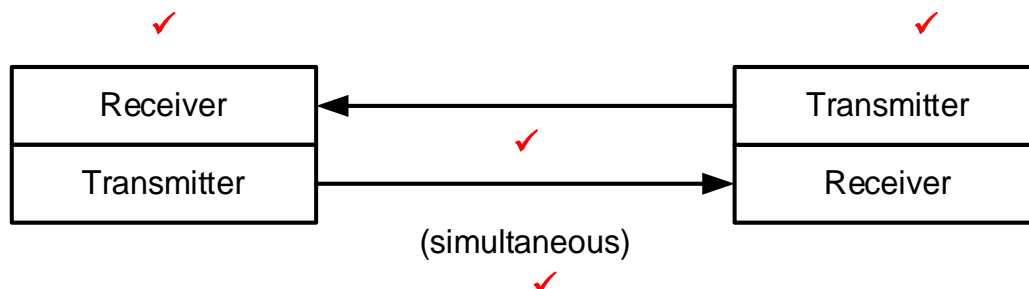 Receiver
Transmitter
Transmitter
Receiver
(simultaneous)